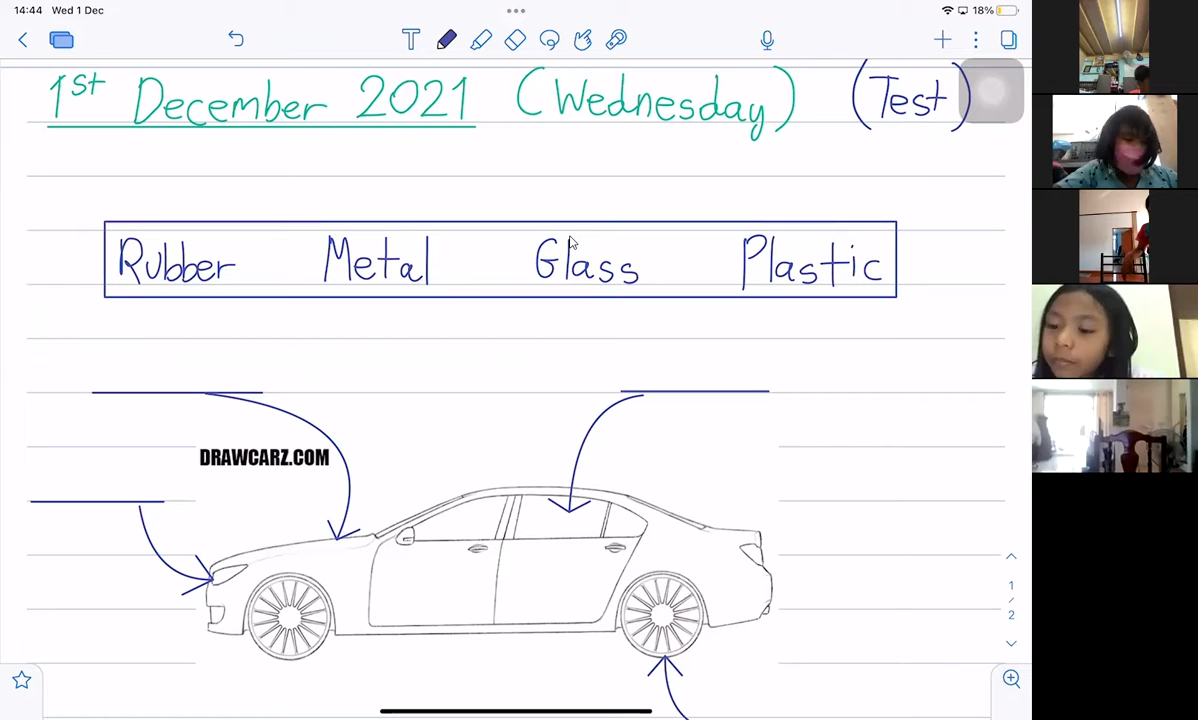 14:44 Wed 1 Dec
18%
T
1st December 2021 (Wednesday) (Test)
Rubber Metal Glass Plastic
DRAWCARZ.COM
1
/
2